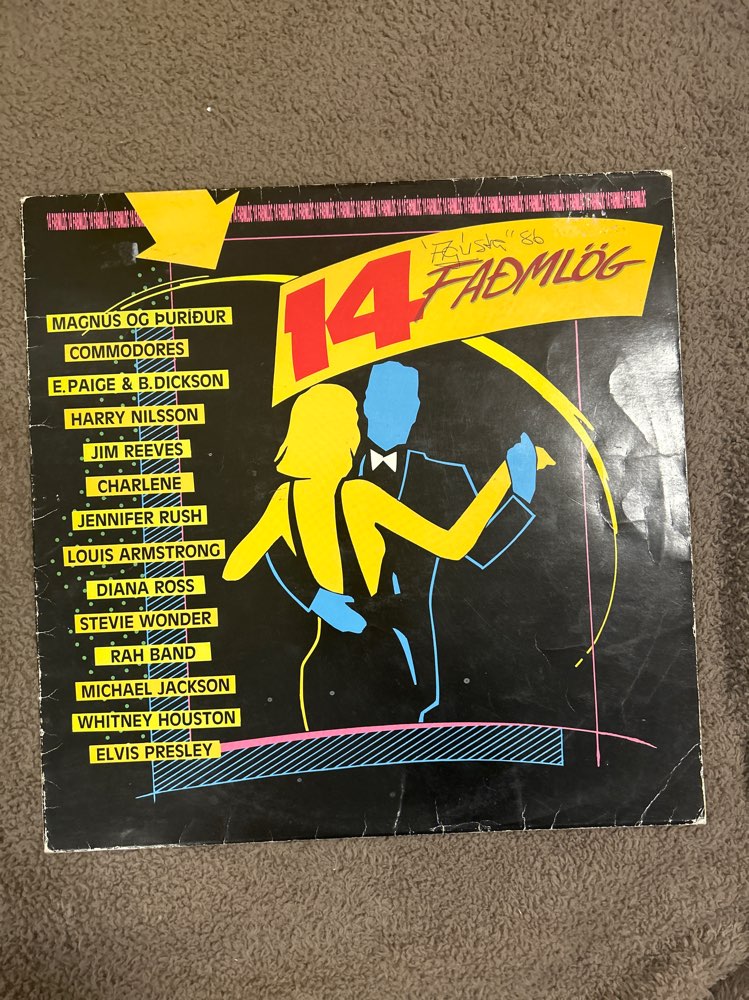 14 FAÐMLÖG
"Ágústa" 86
MAGNÚS OG ÞURÍÐUR
COMMODORES
E.PAIGE & B.DICKSON
HARRY NILSSON
JIM REEVES
CHARLENE
JENNIFER RUSH
LOUIS ARMSTRONG
DIANA ROSS
STEVIE WONDER
RAH BAND
MICHAEL JACKSON
WHITNEY HOUSTON
ELVIS PRESLEY